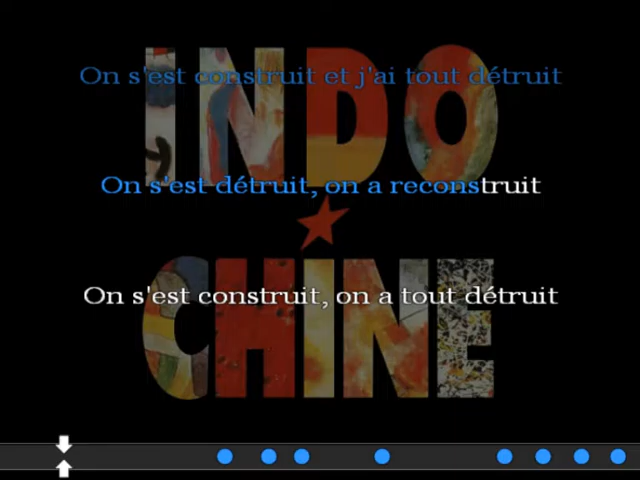 INDO
On s'est construit et j'ai tout détruit
On s'est détruit, on a reconstruit
CHINE
On s'est construit, on a tout détruit